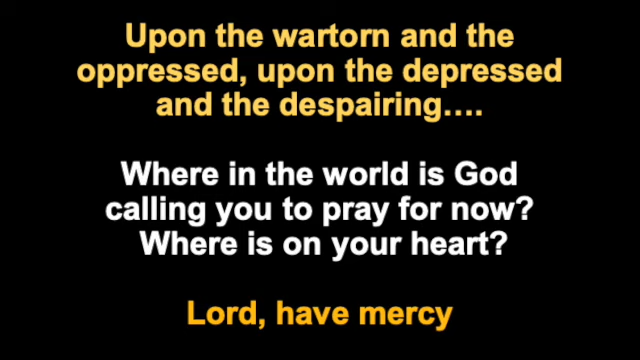 Upon the wartorn and the
oppressed, upon the depressed
and the despairing....
Where in the world is God
calling you to pray for now?
Where is on your heart?
Lord, have mercy